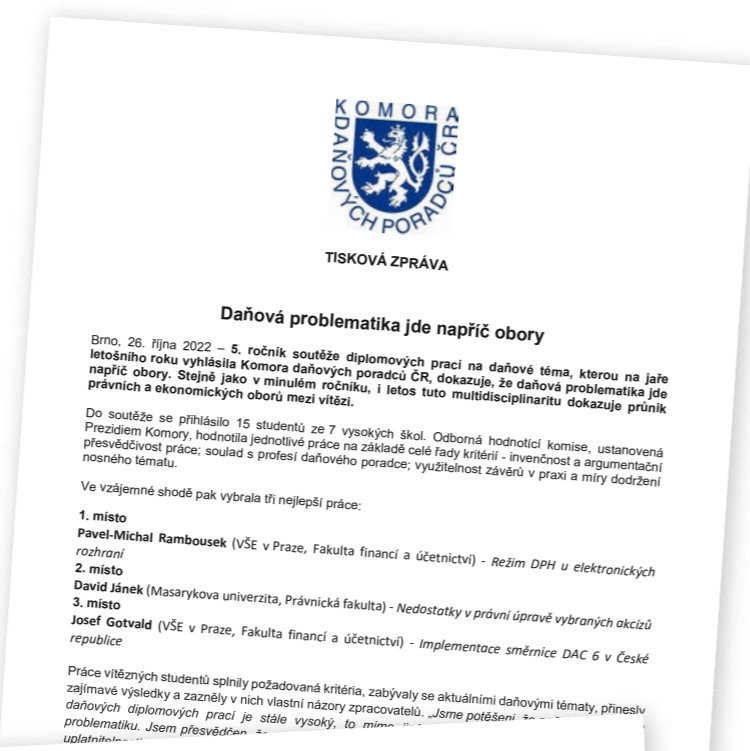 KOMORA
DAŇOVÝCH PORADCŮ ČR
TISKOVÁ ZPRÁVA
Daňová problematika jde napříč obory
Brno, 26. října 2022 – 5. ročník soutěže diplomových prací na daňové téma, kterou na jaře
letošního roku vyhlásila Komora daňových poradců ČR, dokazuje, že daňová problematika jde
napříč obory. Stejně jako v minulém ročníku, i letos tuto multidisciplinaritu dokazuje průnik
právních a ekonomických oborů mezi vítězi.
Do soutěže se přihlásilo 15 studentů ze 7 vysokých škol. Odborná hodnotící komise, ustanovená
Prezidiem Komory, hodnotila jednotlivé práce na základě celé řady kritérií - invenčnost a argumentační
přesvědčivost práce; soulad s profesí daňového poradce; využitelnost závěrů v praxi a míry dodržení
nosného tématu.
Ve vzájemné shodě pak vybrala tři nejlepší práce:
1. místo
Pavel-Michal Rambousek (VŠE v Praze, Fakulta financí a účetnictví) - Režim DPH u elektronických
rozhraní
2. místo
David Jánek (Masarykova univerzita, Právnická fakulta) - Nedostatky v právní úpravě vybraných akcízů
3. místo
Josef Gotvald (VŠE v Praze, Fakulta financí a účetnictví) - Implementace směrnice DAC 6 v České
republice
Práce vítězných studentů splnily požadovaná kritéria, zabývaly se aktuálními daňovými tématy, přinesly
zajímavé výsledky a zazněly v nich vlastní názory zpracovatelů. „Jsme potěšeni, že
daňových diplomových prací je stále vysoký, to mimo
problematiku. Jsem přesvědčen,